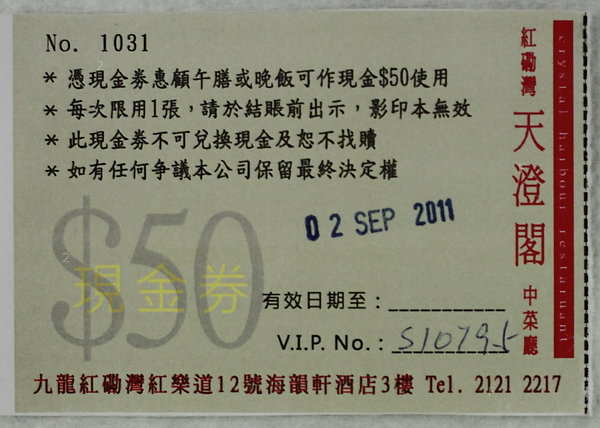 No. 1031
* 憑現金券惠顧午膳或晚飯可作現金$50使用
* 每次限用1張，請於結賬前出示，影印本無效
* 此現金券不可兌換現金及恕不找贖
* 如有任何爭議本公司保留最終決定權
02 SEP 2011
$50
現金券
有效日期至：
V.I.P. No.： S10795
九龍紅磡灣紅樂道12號海韻軒酒店3樓 Tel. 2121 2217
紅磡灣
天澄閣
中菜廳
crystal harbour restaruant